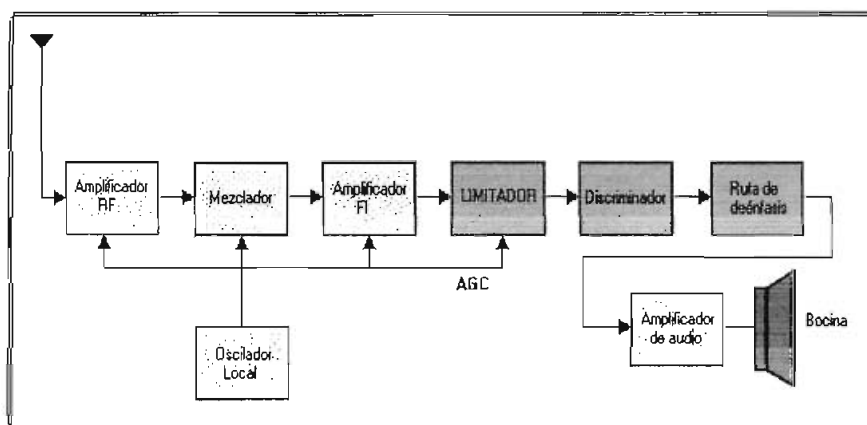 Amplificador
RF
Mezclador
Amplificador
FI
LIMITADOR
Discriminador
Ruta de
deénfasis
AGC
Oscilador
Local
Amplificador
de audio
Bocina